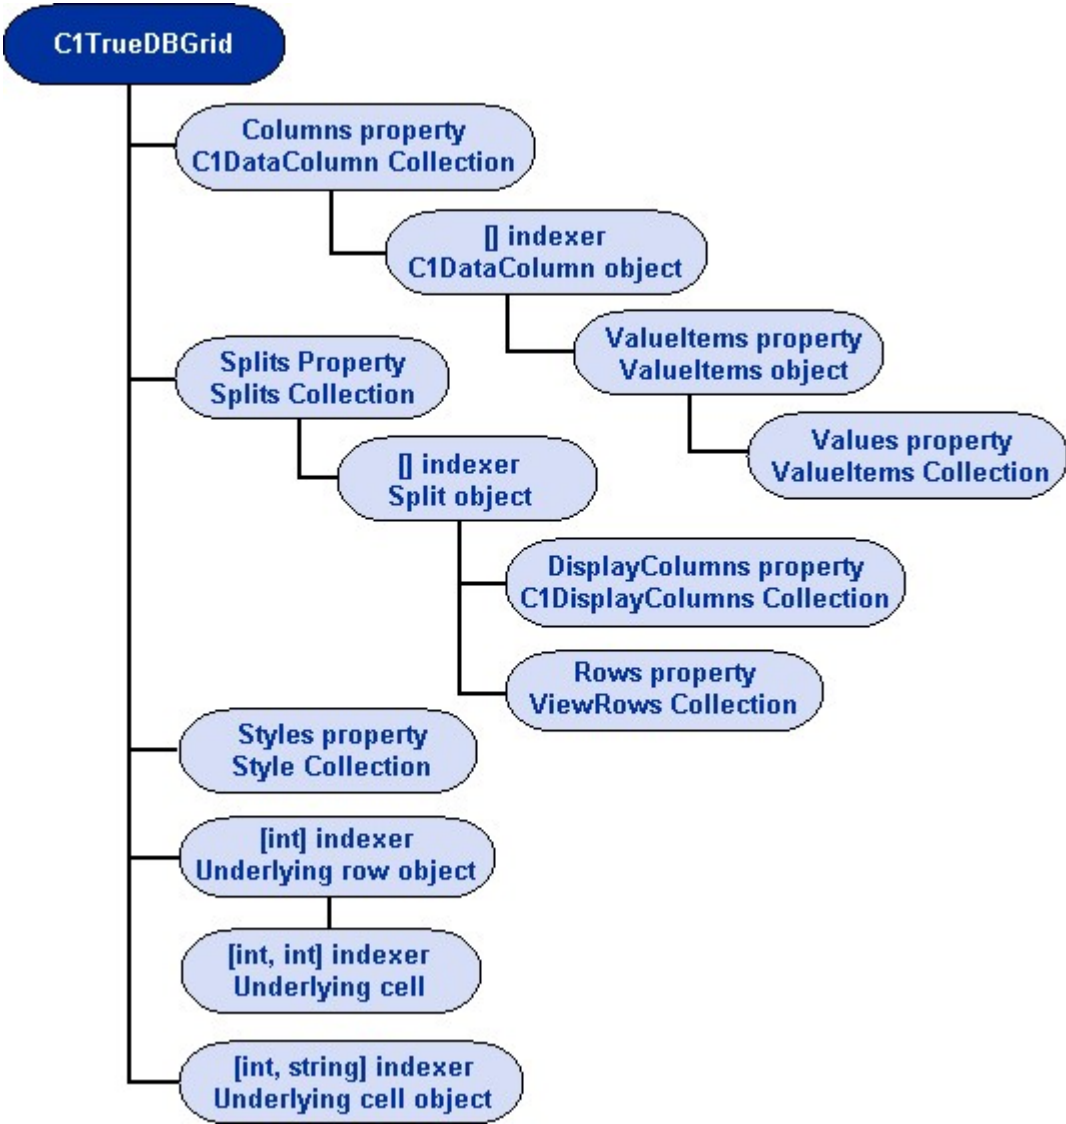 C1TrueDBGrid
Columns property
C1DataColumn Collection
[] indexer
C1DataColumn object
ValueItems property
ValueItems object
Splits Property
Splits Collection
Values property
ValueItems Collection
[] indexer
Split object
DisplayColumns property
C1DisplayColumns Collection
Rows property
ViewRows Collection
Styles property
Style Collection
[int] indexer
Underlying row object
[int, int] indexer
Underlying cell
[int, string] indexer
Underlying cell object